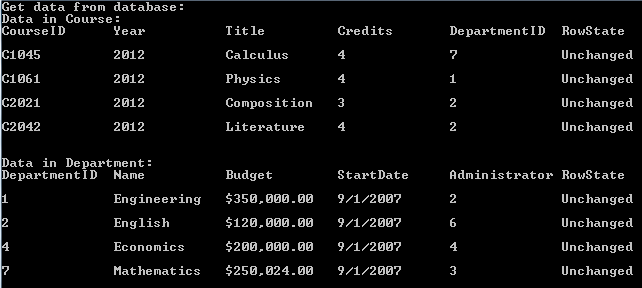 Get data from database:
Data in Course:
CourseID Year Title Credits DepartmentID RowState
C1045 2012 Calculus 4 7 Unchanged
C1061 2012 Physics 4 1 Unchanged
C2021 2012 Composition 3 2 Unchanged
C2042 2012 Literature 4 2 Unchanged
Data in Department:
DepartmentID Name Budget StartDate Administrator RowState
1 Engineering $350,000.00 9/1/2007 2 Unchanged
2 English $120,000.00 9/1/2007 6 Unchanged
4 Economics $200,000.00 9/1/2007 4 Unchanged
7 Mathematics $250,024.00 9/1/2007 3 Unchanged